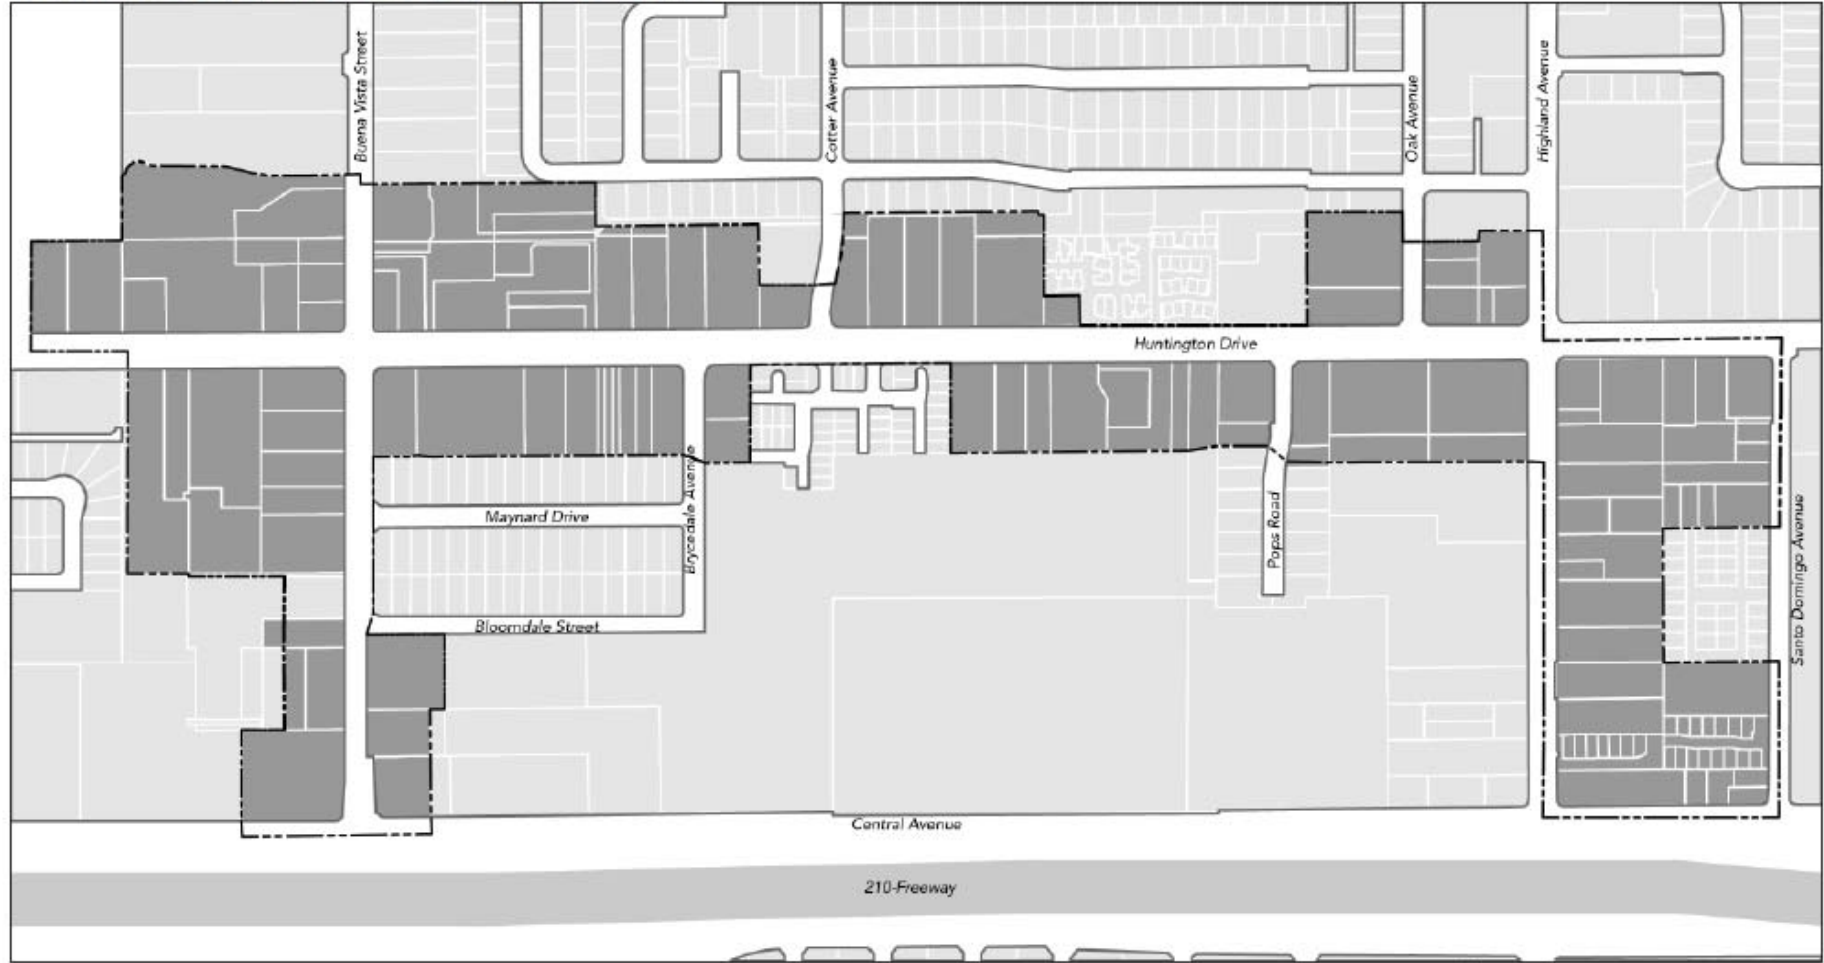 Buena Vista Street
Cotter Avenue
Oak Avenue
Highland Avenue
Huntington Drive
Brycedale Avenue
Maynard Drive
Pops Road
Santo Domingo Avenue
Bloomdale Street
Central Avenue
210-Freeway